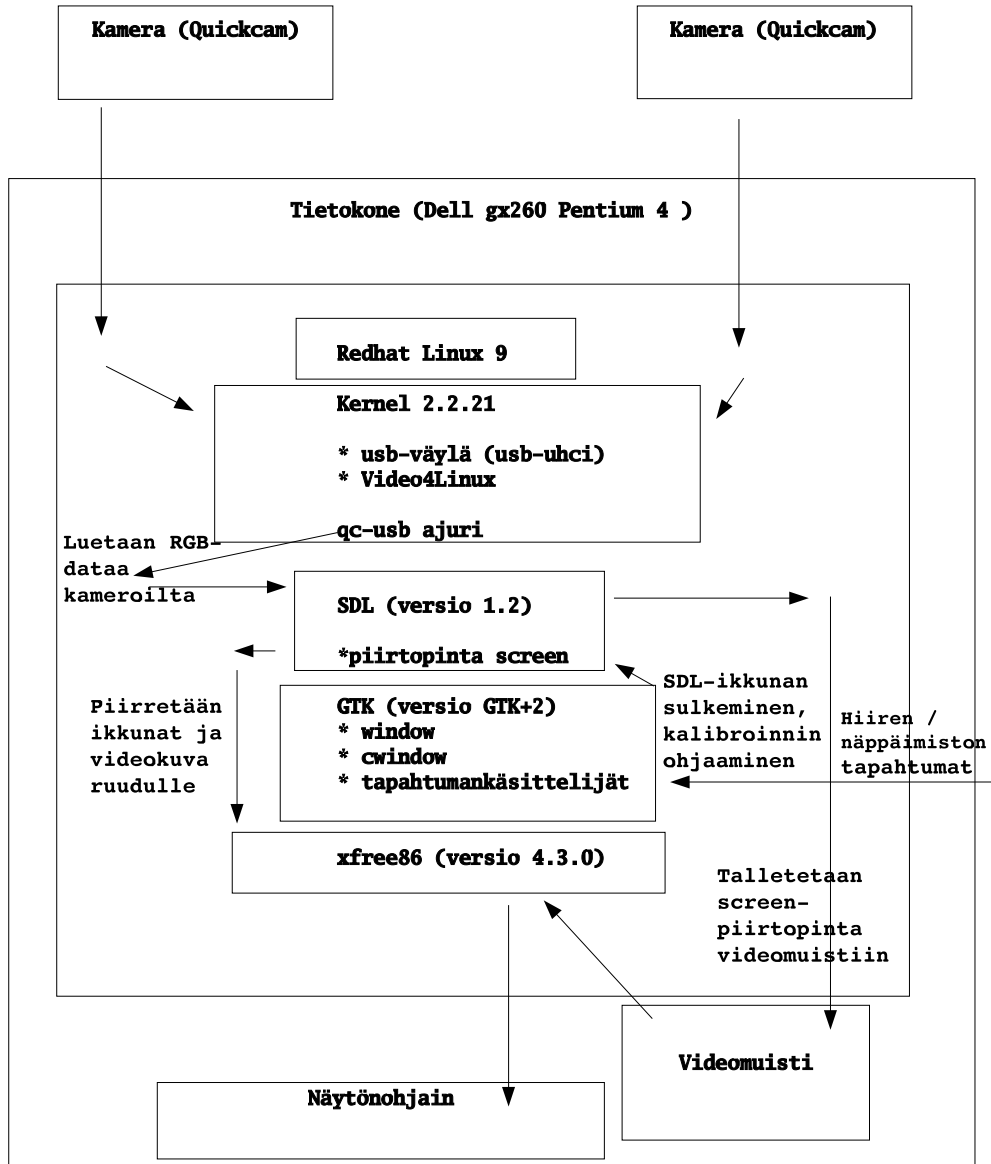 Kamera (Quickcam)
Kamera (Quickcam)
Tietokone (Dell gx260 Pentium 4 )
Redhat Linux 9
Kernel 2.2.21
* usb-väylä (usb-uhci)
* Video4Linux
qc-usb ajuri
Luetaan RGB-
dataa
kameroilta
SDL (versio 1.2)
*piirtopinta screen
Piirretään
ikkunat ja
videokuva
ruudulle
GTK (versio GTK+2)
* window
* cwindow
* tapahtumankäsittelijät
SDL-ikkunan
sulkeminen,
kalibroinnin
ohjaaminen
Hiiren /
näppäimiston
tapahtumat
xfree86 (versio 4.3.0)
Talletetaan
screen-
piirtopinta
videomuistiin
Videomuisti
Näytönohjain